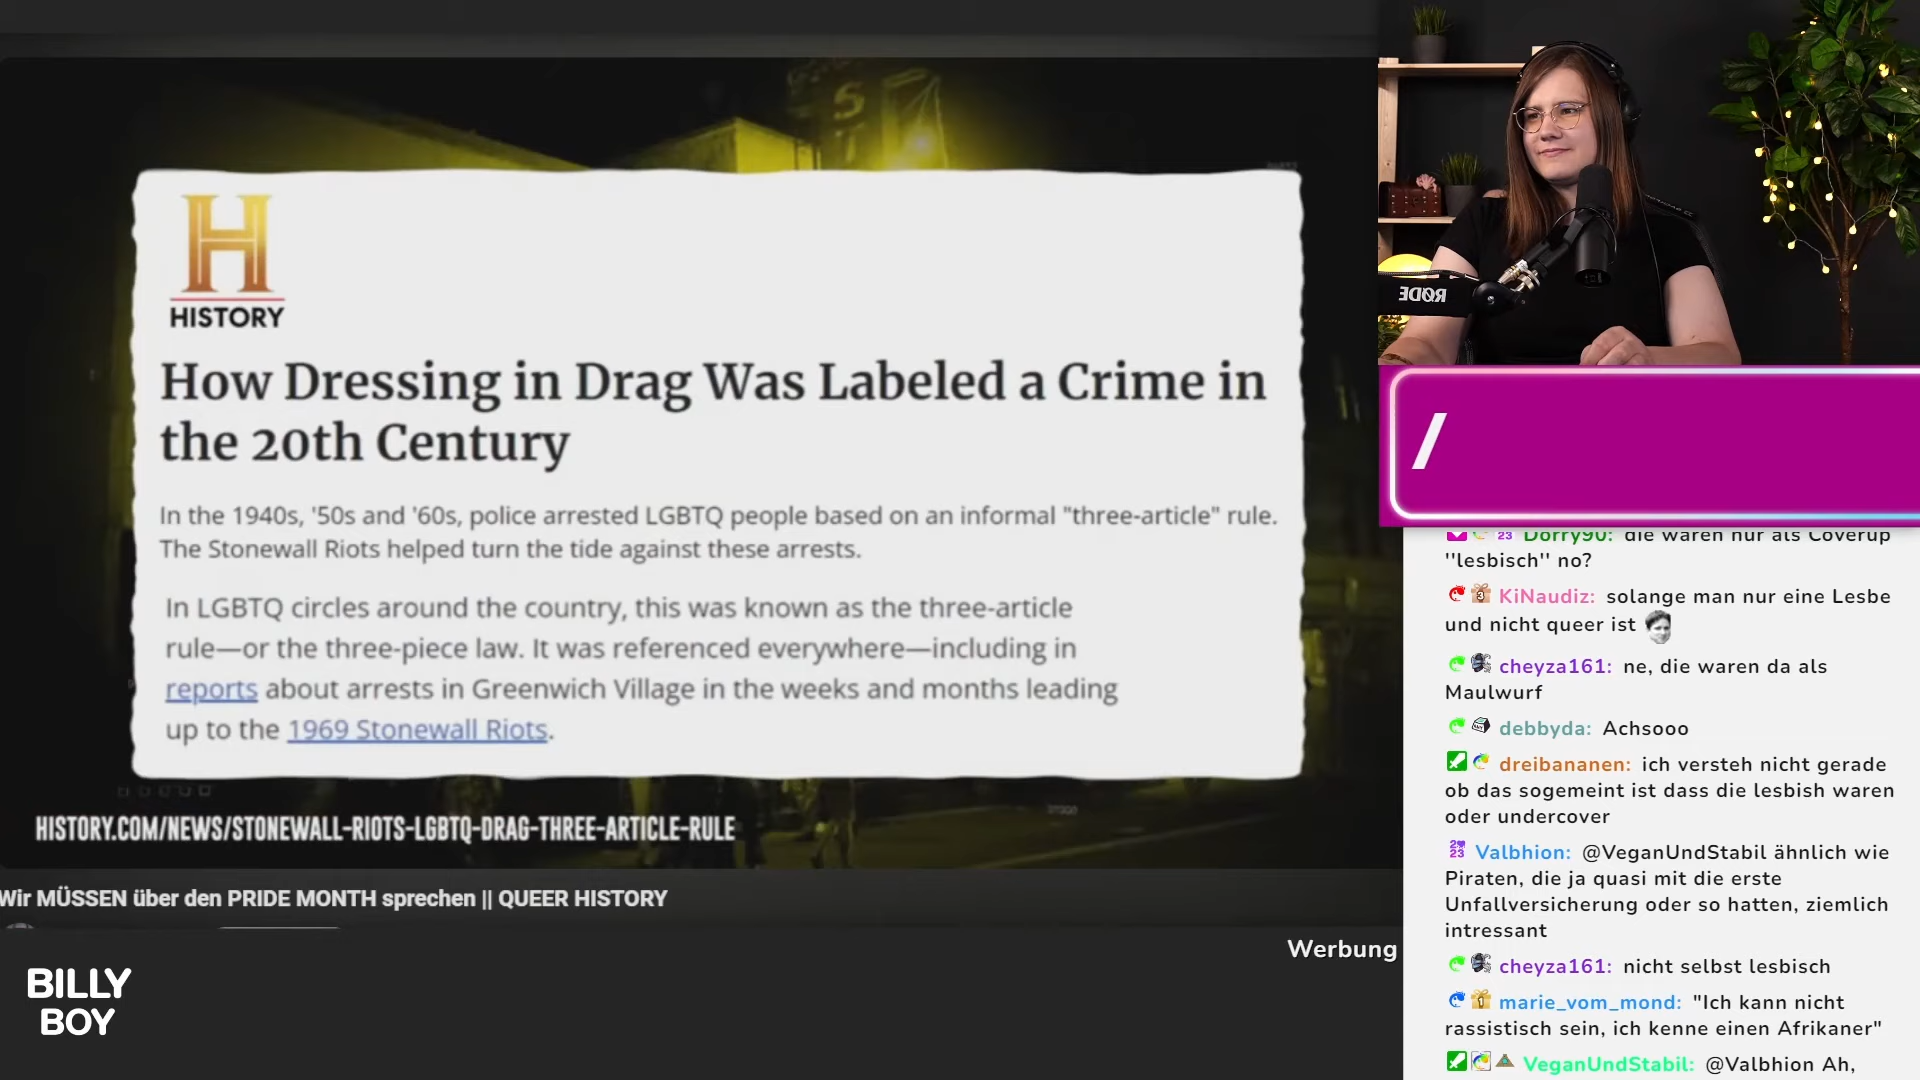 HISTORY
How Dressing in Drag Was Labeled a Crime in
the 20th Century
In the 1940s, '50s and '60s, police arrested LGBTQ people based on an informal "three-article" rule.
The Stonewall Riots helped turn the tide against these arrests.
In LGBTQ circles around the country, this was known as the three-article
rule—or the three-piece law. It was referenced everywhere—including in
reports about arrests in Greenwich Village in the weeks and months leading
up to the 1969 Stonewall Riots.
HISTORY.COM/NEWS/STONEWALL-RIOTS-LGBTQ-DRAG-THREE-ARTICLE-RULE
Wir MÜSSEN über den PRIDE MONTH sprechen || QUEER HISTORY
BILLY
BOY
Werbung
RØDE
/
23 Dorry90: die waren nur als Coverup
''lesbisch'' no?
KiNaudiz: solange man nur eine Lesbe
und nicht queer ist
cheyza161: ne, die waren da als
Maulwurf
debbyda: Achsooo
dreibananen: ich versteh nicht gerade
ob das sogemeint ist dass die lesbish waren
oder undercover
Valbhion: @VeganUndStabil ähnlich wie
Piraten, die ja quasi mit die erste
Unfallversicherung oder so hatten, ziemlich
intressant
cheyza161: nicht selbst lesbisch
marie_vom_mond: "Ich kann nicht
rassistisch sein, ich kenne einen Afrikaner"
VeganUndStabil: @Valbhion Ah,